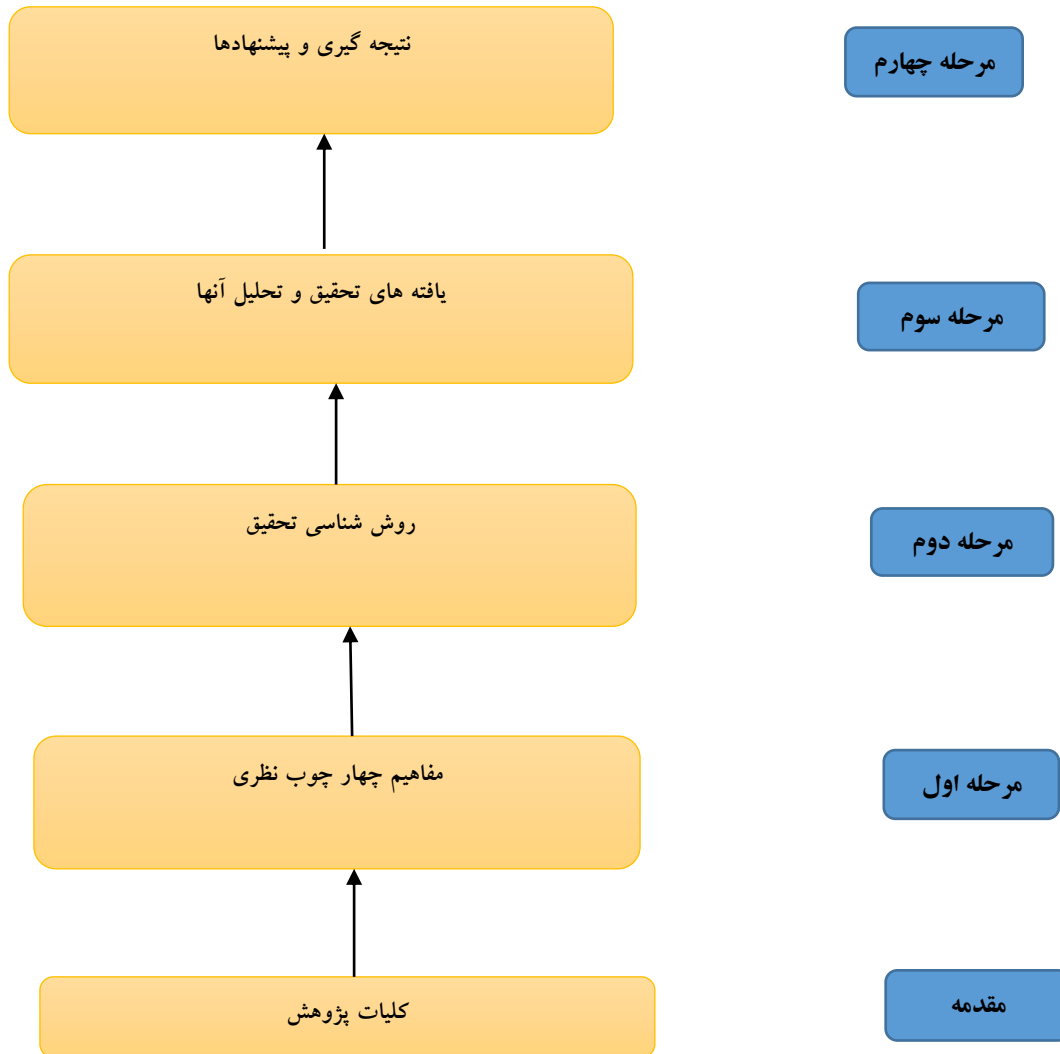 نتیجه گیری و پیشنهادها
مرحله چهارم
یافته های تحقیق و تحلیل آنها
مرحله سوم
روش شناسی تحقیق
مرحله دوم
مفاهیم چهار چوب نظری
مرحله اول
کلیات پژوهش
مقدمه